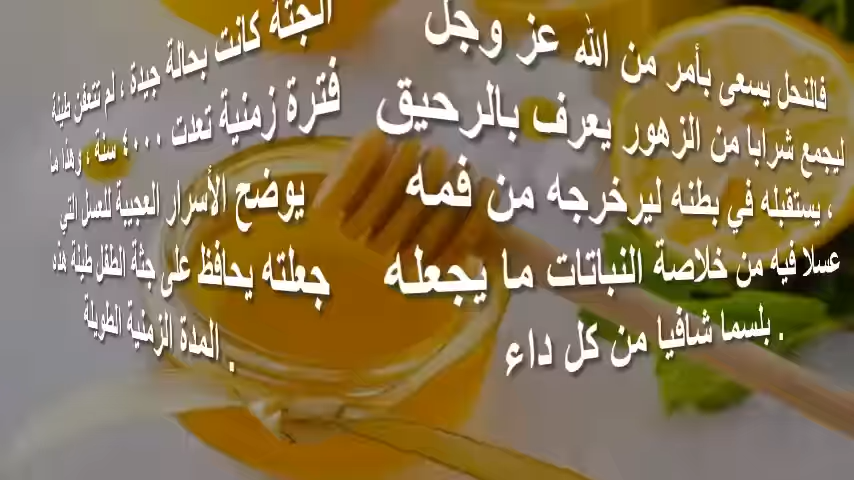 فالنحل يسعى بأمر من الله عز وجل
ليجمع شرابا من الزهور يعرف بالرحيق
، يستقبله في بطنه ليرخرجه من فمه
عسلا فيه من خلاصة النباتات ما يجعله
بلسما شافيا من كل داء .
الجثة كانت بحالة جيدة ، لم تتعفن طيلة
فترة زمنية تعدت ٤٠٠٠ سنة ، وهذا ما
يوضح الأسرار العجيبة للعسل التي
جعلته يحافظ على جثة الطفل طيلة هذه
المدة الزمنية الطويلة .